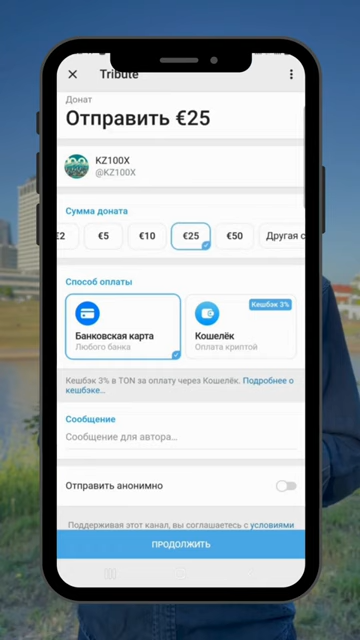 Tribute
Донат
Отправить €25
KZ100X
@KZ100X
Сумма доната
€2 €5 €10 €25 €50 Другая с
Способ оплаты
Кешбэк 3%
Банковская карта
Любого банка
Кошелёк
Оплата криптой
Кешбэк 3% в TON за оплату через Кошелёк. Подробнее о
кешбэке...
Сообщение
Сообщение для автора...
Отправить анонимно
Поддерживая этот канал, вы соглашаетесь с условиями
ПРОДОЛЖИТЬ